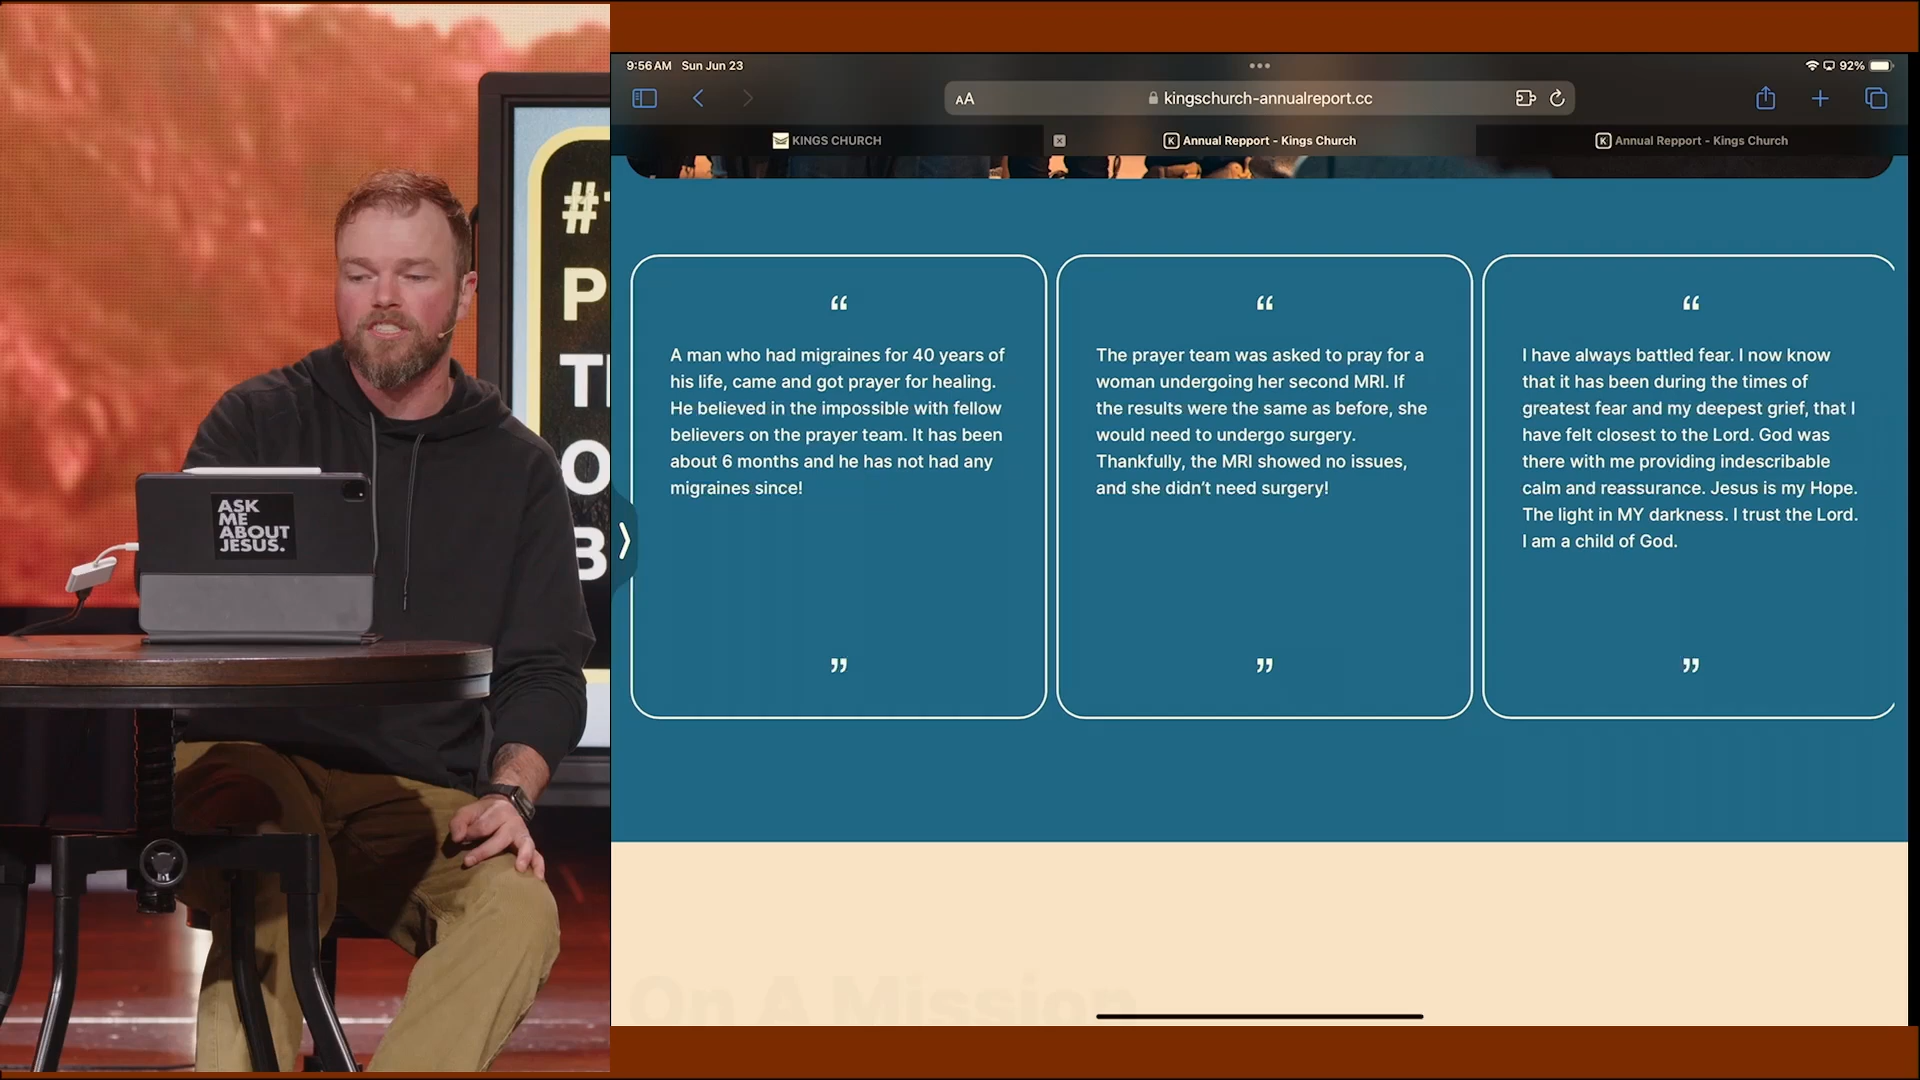 #
P
T
O
B
ASK
ME
ABOUT
JESUS.
9:56 AM Sun Jun 23
92%
AA
kingschurch-annualreport.cc
KINGS CHURCH
K Annual Repport - Kings Church
K Annual Repport - Kings Church
“
A man who had migraines for 40 years of
his life, came and got prayer for healing.
He believed in the impossible with fellow
believers on the prayer team. It has been
about 6 months and he has not had any
migraines since!
”
“
The prayer team was asked to pray for a
woman undergoing her second MRI. If
the results were the same as before, she
would need to undergo surgery.
Thankfully, the MRI showed no issues,
and she didn’t need surgery!
”
“
I have always battled fear. I now know
that it has been during the times of
greatest fear and my deepest grief, that I
have felt closest to the Lord. God was
there with me providing indescribable
calm and reassurance. Jesus is my Hope.
The light in MY darkness. I trust the Lord.
I am a child of God.
”
On A Mission